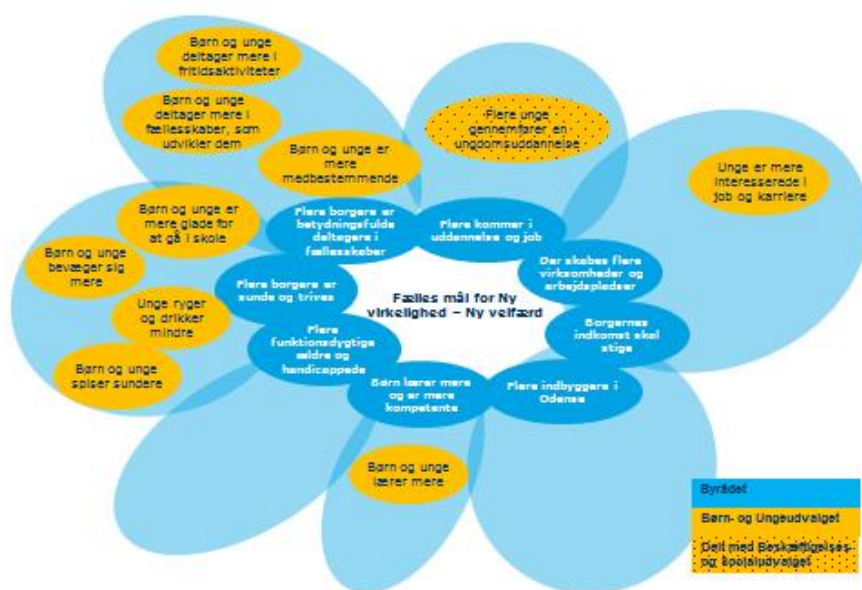 Børn og unge
deltager mere i
fritidsaktiviteter
Børn og unge
deltager mere i
fællesskaber, som
udvikler dem
Børn og unge er
mere
medbestemmende
Flere unge
gennemfører en
ungdomsuddannelse
Unge er mere
interesserede i
job og karriere
Børn og unge er
mere glade for
at gå i skole
Børn og unge
bevæger sig
mere
Unge ryger
og drikker
mindre
Børn og unge
spiser sundere
Flere borgere er
betydningsfulde
deltagere i
fællesskaber
Flere kommer i
uddannelse og job
Der skabes flere
virksomheder og
arbejdspladser
Flere borgere er
sunde og trives
Fælles mål for Ny
virkelighed – Ny velfærd
Borgernes
indkomst skal
stige
Flere
funktionsdygtige
ældre og
handicappede
Børn lærer mere
og er mere
kompetente
Flere indbyggere i
Odense
Børn og unge
lærer mere
Byrådet
Børn- og Ungeudvalget
Delt med Beskæftigelses-
og Socialudvalget